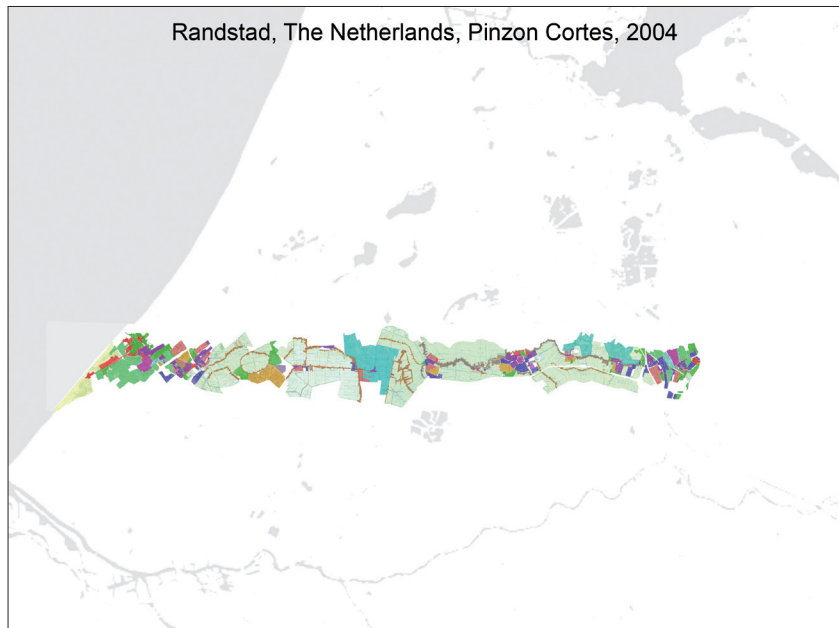 Randstad, The Netherlands, Pinzon Cortes, 2004